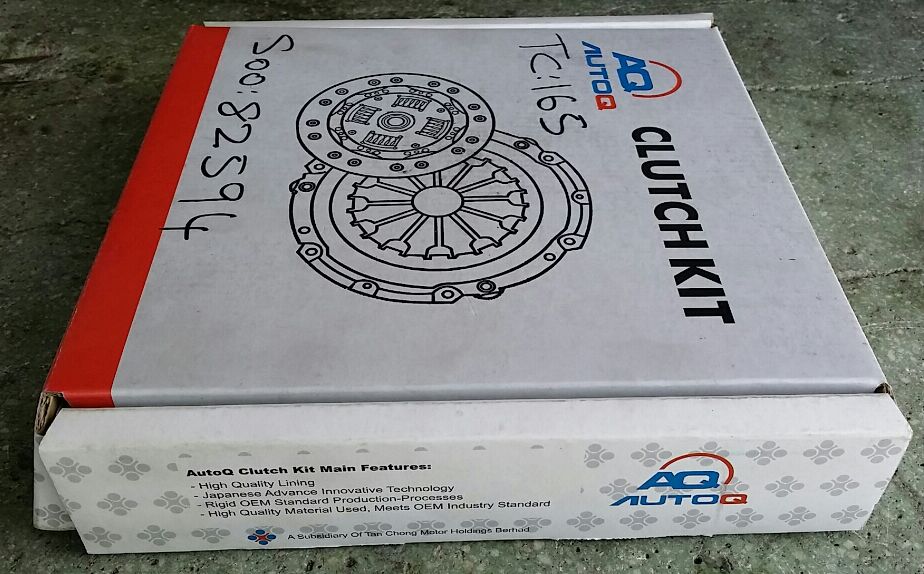 AQ
AUTOQ
CLUTCH KIT
TC:165
S00:82594
AutoQ Clutch Kit Main Features:
- High Quality Lining
- Japanese Advance Innovative Technology
- Rigid OEM Standard Production-Processes
- High Quality Material Used, Meets OEM Industry Standard
A Subsidiary Of Tan Chong Motor Holdings Berhad
AQ
AUTOQ